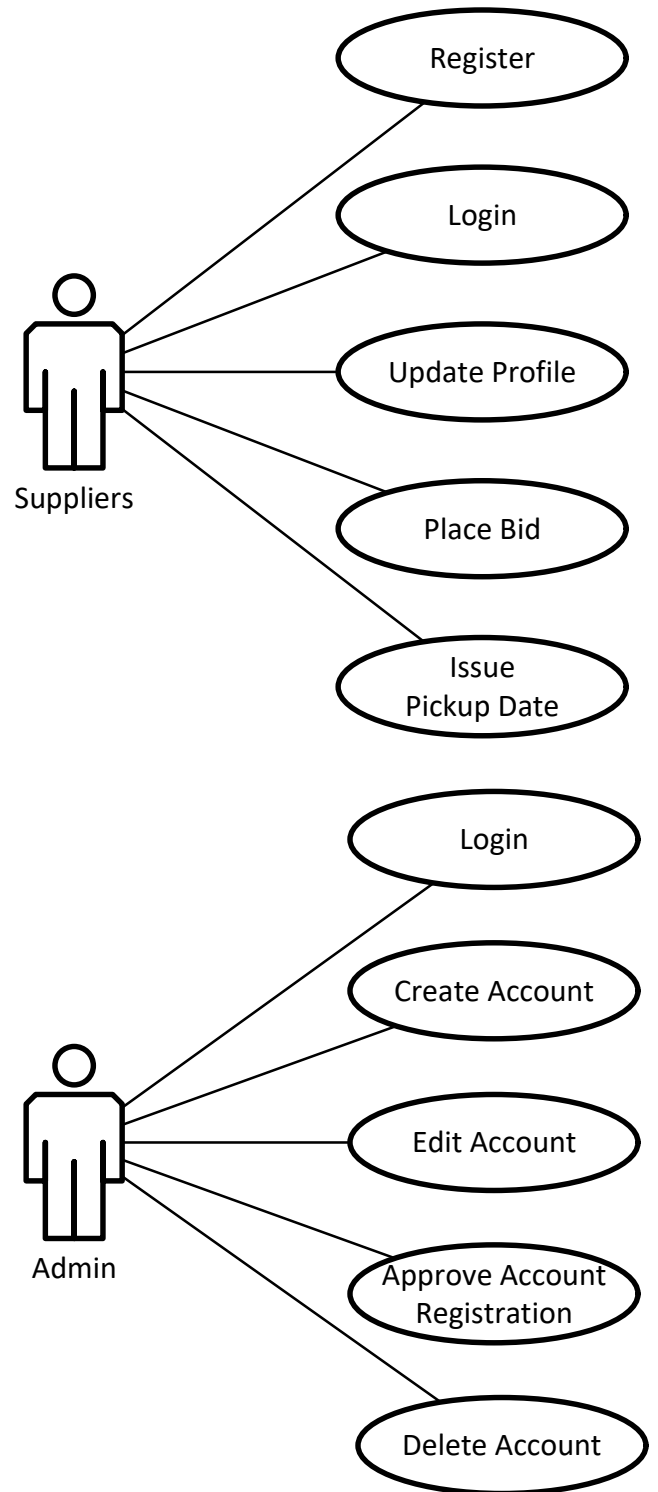 Register
Login
Update Profile
Suppliers
Place Bid
Issue
Pickup Date
Login
Create Account
Edit Account
Admin
Approve Account
Registration
Delete Account